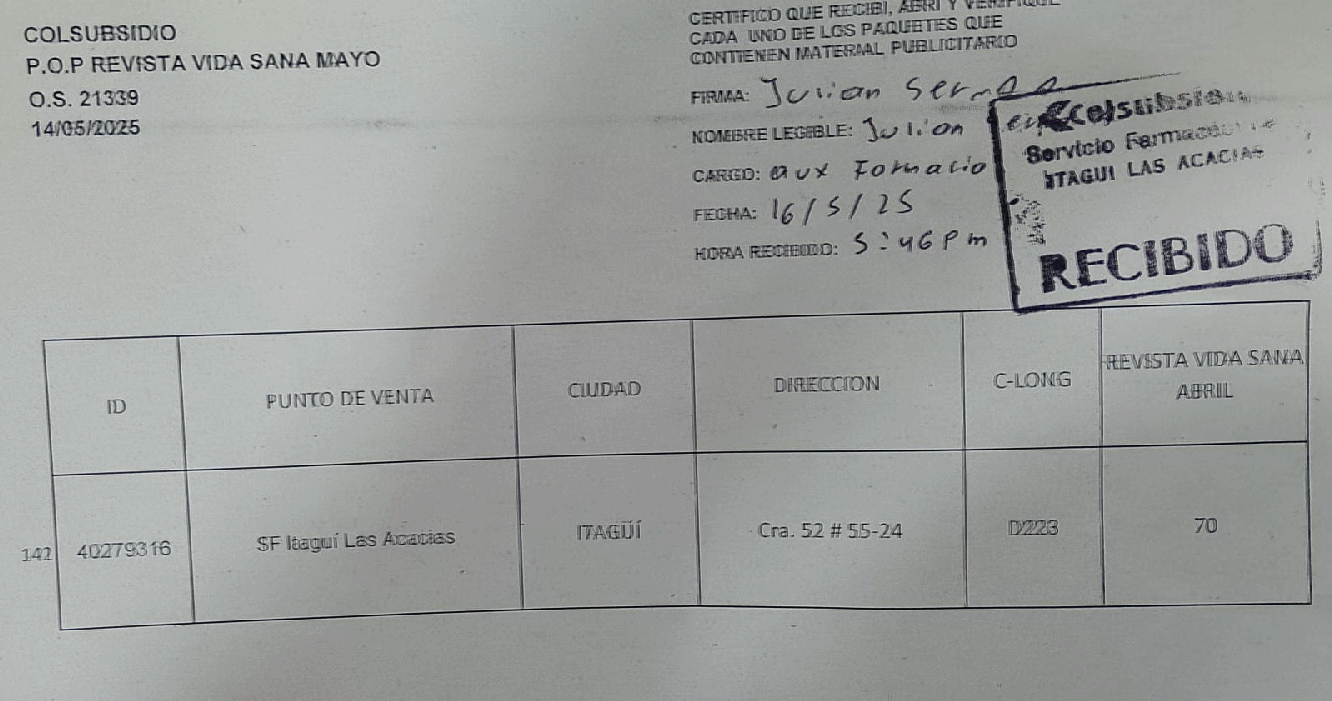 COLSUBSIDIO
P.O.P REVISTA VIDA SANA MAYO
O.S. 21339
14/05/2025
CERTIFICO QUE RECIBI, ABRI Y VERIFIQUE
CADA UNO DE LOS PAQUETES QUE
CONTIENEN MATERIAL PUBLICITARIO
FIRMA: Julian
NOMBRE LEGIBLE: Julian
CARGO: aux Formacio
FECHA: 16/5/25
HORA RECIBIDO: 5:46 Pm
Colsubsidio
Servicio
ITAGUI LAS ACACIAS
RECIBIDO
ID PUNTO DE VENTA CIUDAD DIRECCION C-LONG REVISTA VIDA SANA ABRIL
142 40279316 SF Itaguí Las Acacias ITAGÜÍ Cra. 52 # 55-24 D223 70